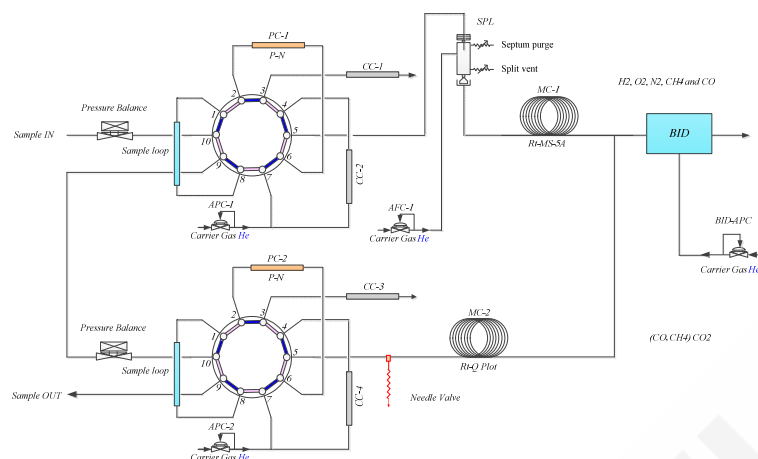 SPL
PC-1
P-N
CC-1
Septum purge
Split vent
MC-1
Rt-MS-5A
H2, O2, N2, CH4 and CO
Pressure Balance
Sample IN
Sample loop
1
2
3
4
5
6
7
8
9
10
CC-2
BID
APC-1
Carrier Gas He
AFC-1
Carrier Gas He
BID-APC
Carrier Gas He
PC-2
P-N
CC-3
MC-2
Rt-Q Plot
(CO,CH4) CO2
Pressure Balance
Sample loop
1
2
3
4
5
6
7
8
9
10
CC-4
Sample OUT
Needle Valve
APC-2
Carrier Gas He